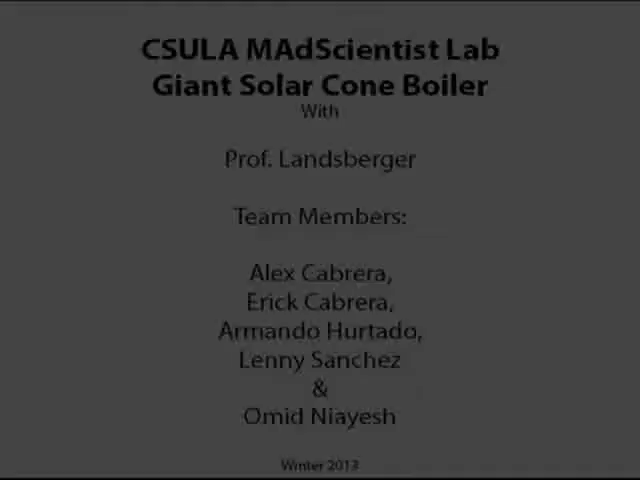 CSULA MAdScientist Lab
Giant Solar Cone Boiler
With
Prof. Landsberger
Team Members:
Alex Cabrera,
Erick Cabrera,
Armando Hurtado,
Lenny Sanchez
&
Omid Niayesh
Winter 2013